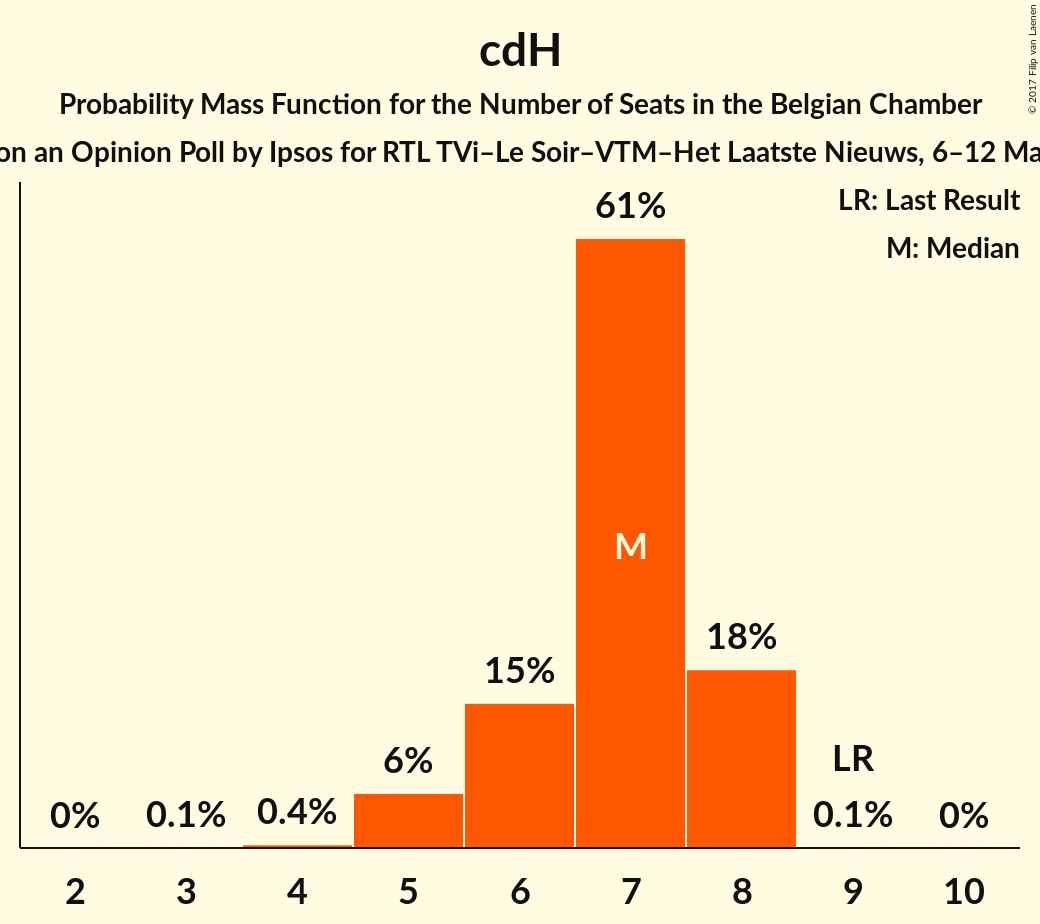 cdH
Probability Mass Function for the Number of Seats in the Belgian Chamber
on an Opinion Poll by Ipsos for RTL TVi–Le Soir–VTM–Het Laatste Nieuws, 6–12 Ma
© 2017 Filip van Laenen
LR: Last Result
M: Median
61%
M
18%
15%
6%
LR
0% 0.1% 0.4% 0.1% 0%
2 3 4 5 6 7 8 9 10